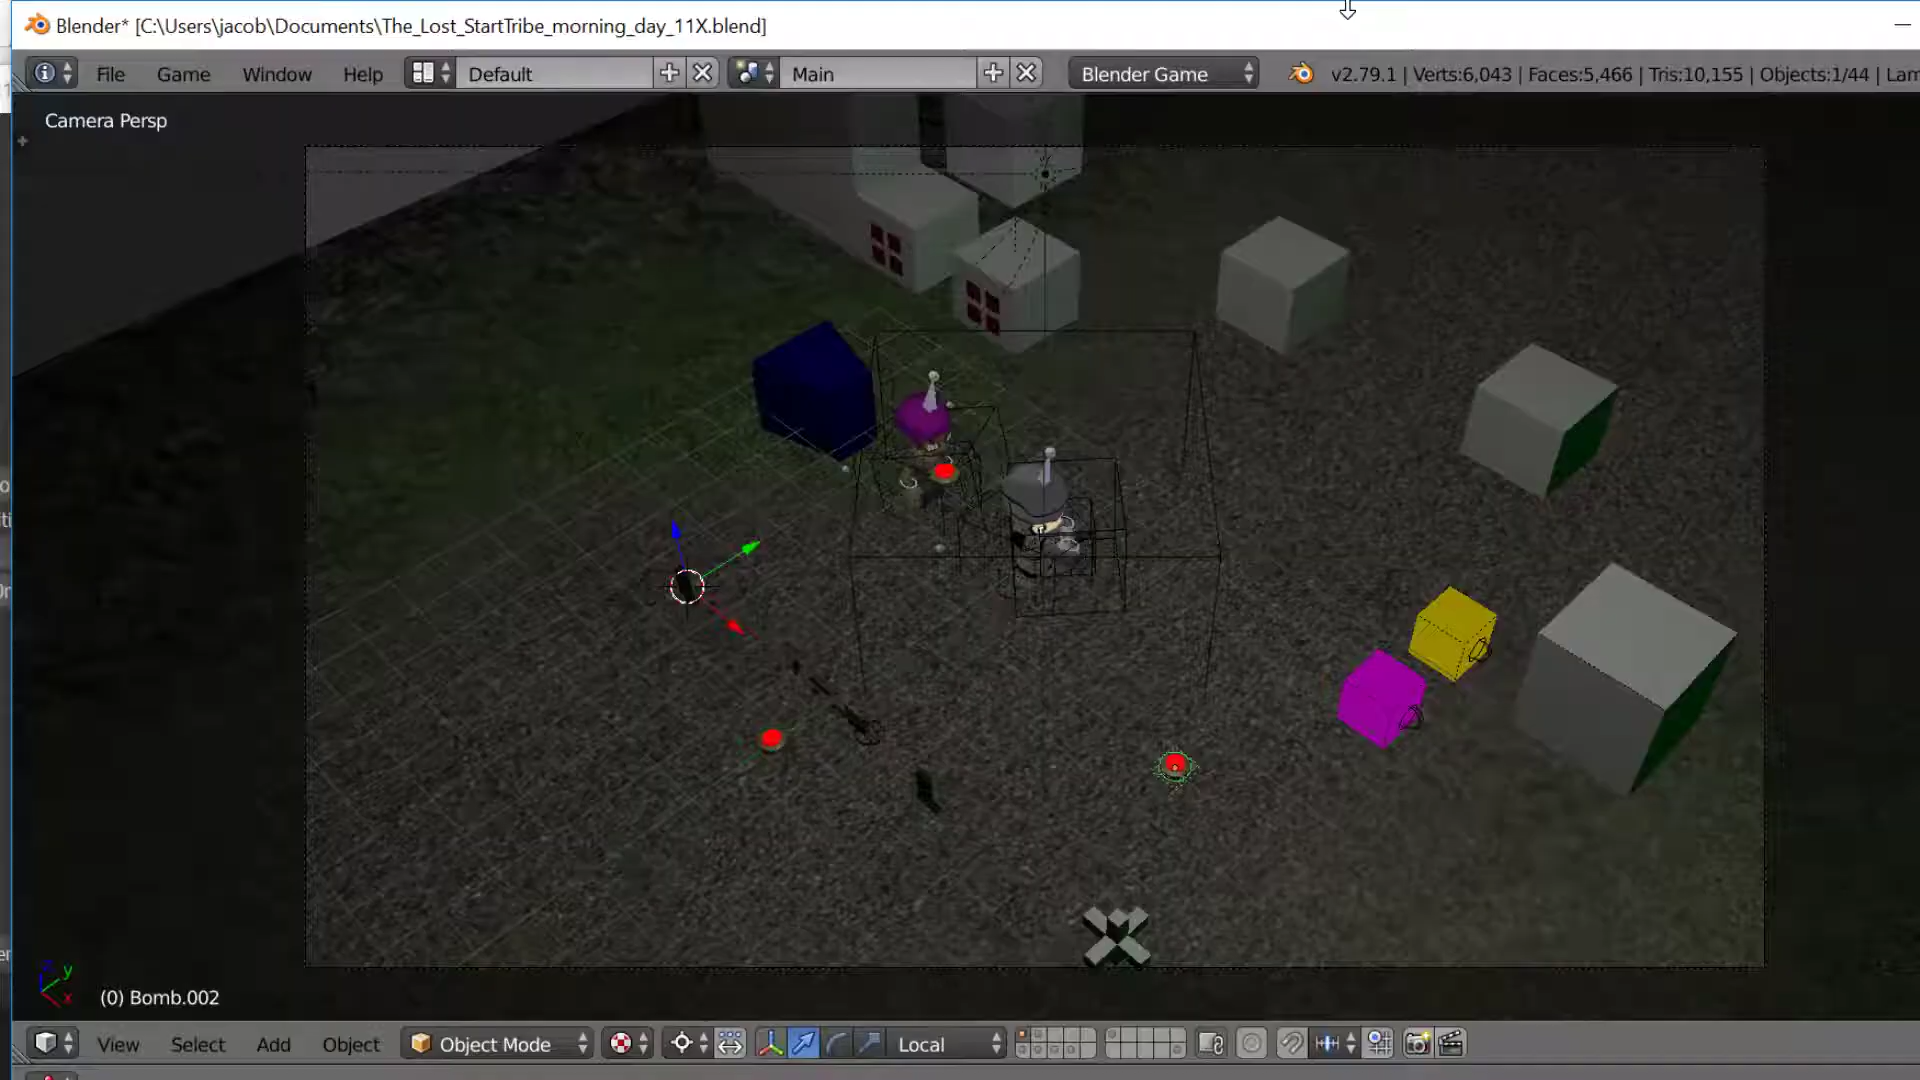 Blender* [C:\Users\jacob\Documents\The_Lost_StartTribe_morning_day_11X.blend]
File Game Window Help Default Main Blender Game v2.79.1 | Verts:6,043 | Faces:5,466 | Tris:10,155 | Objects:1/44 | Lam
Camera Persp
z
y
x
(0) Bomb.002
View Select Add Object Object Mode Local